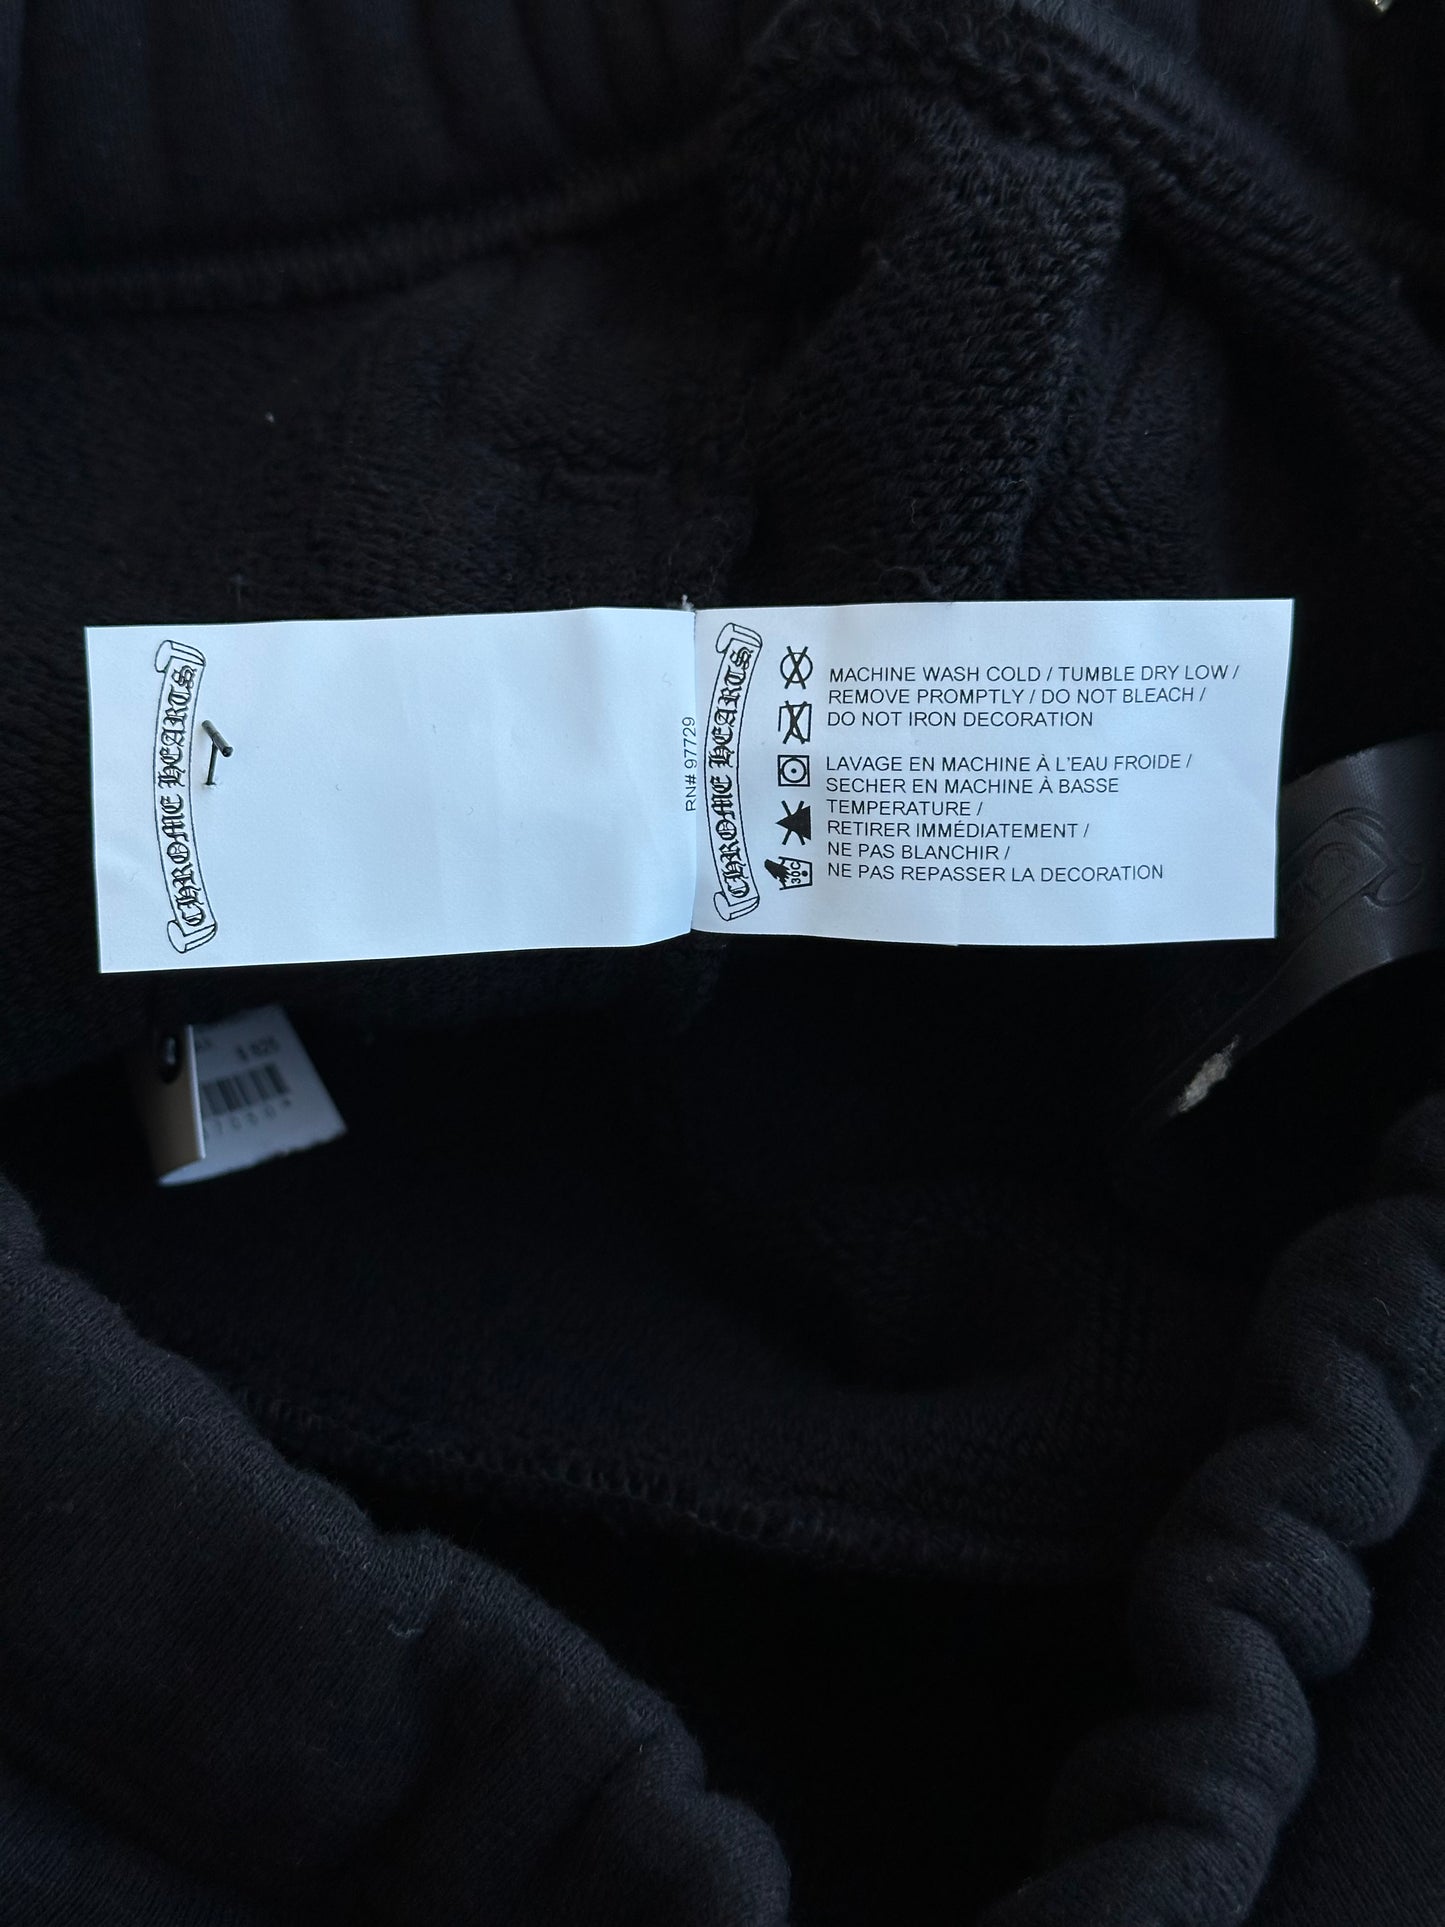 CHROME HEARTS
RN# 97729
CHROME HEARTS
MACHINE WASH COLD / TUMBLE DRY LOW /
REMOVE PROMPTLY / DO NOT BLEACH /
DO NOT IRON DECORATION
LAVAGE EN MACHINE À L'EAU FROIDE /
SECHER EN MACHINE À BASSE
TEMPERATURE /
RETIRER IMMÉDIATEMENT /
NE PAS BLANCHIR /
NE PAS REPASSER LA DECORATION
30C